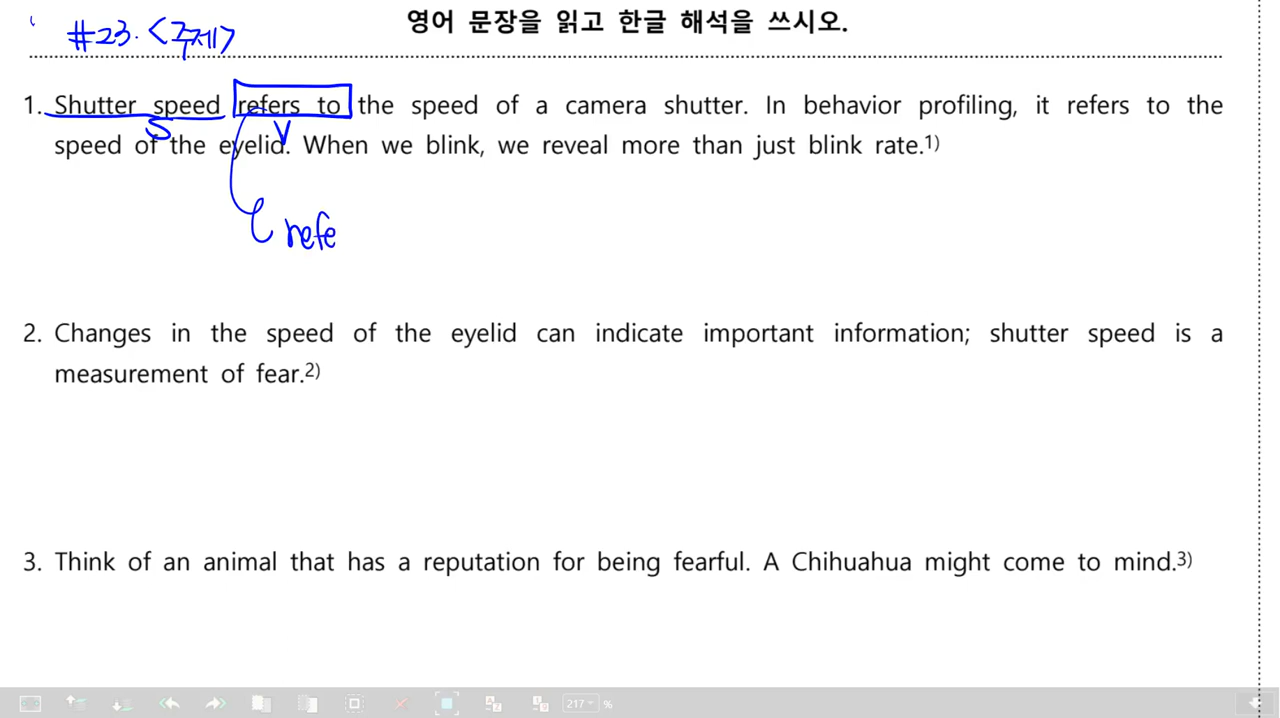 영어 문장을 읽고 한글 해석을 쓰시오.
#23. <주제>
1. Shutter speed refers to the speed of a camera shutter. In behavior profiling, it refers to the
S V
speed of the eyelid. When we blink, we reveal more than just blink rate.1)
refe
2. Changes in the speed of the eyelid can indicate important information; shutter speed is a
measurement of fear.2)
3. Think of an animal that has a reputation for being fearful. A Chihuahua might come to mind.3)
217 %